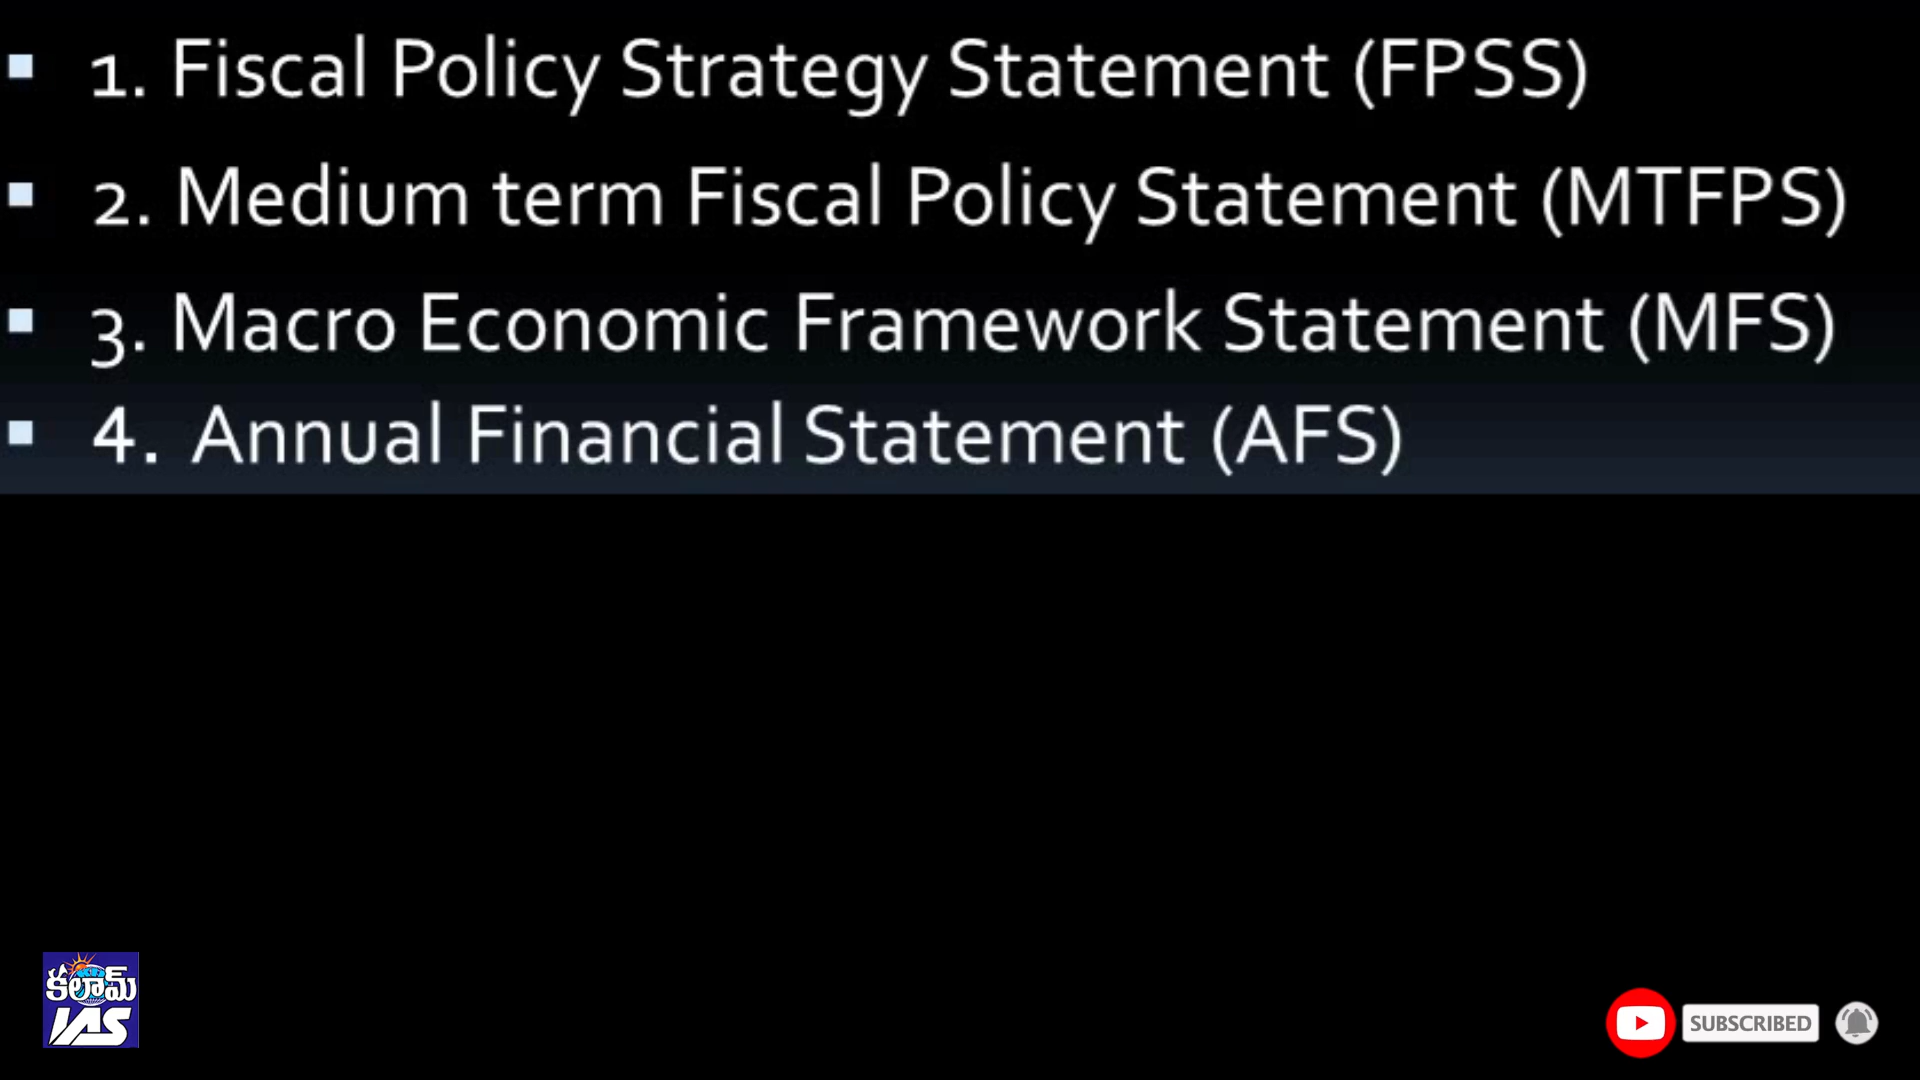 1. Fiscal Policy Strategy Statement (FPSS)
2. Medium term Fiscal Policy Statement (MTFPS)
3. Macro Economic Framework Statement (MFS)
4. Annual Financial Statement (AFS)
కలామ్
IAS
SUBSCRIBED